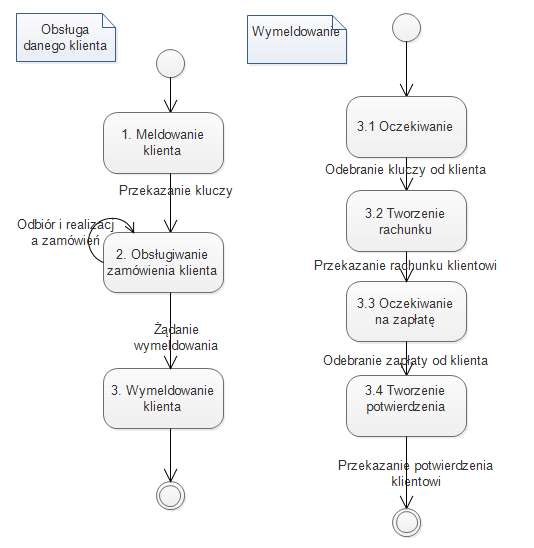 Obsługa
danego klienta
1. Meldowanie
klienta
Przekazanie kluczy
Odbiór i realizacj
a zamówień
2. Obsługiwanie
zamówienia klienta
Żądanie
wymeldowania
3. Wymeldowanie
klienta
Wymeldowanie
3.1 Oczekiwanie
Odebranie kluczy od klienta
3.2 Tworzenie
rachunku
Przekazanie rachunku klientowi
3.3 Oczekiwanie
na zapłatę
Odebranie zapłaty od klienta
3.4 Tworzenie
potwierdzenia
Przekazanie potwierdzenia
klientowi